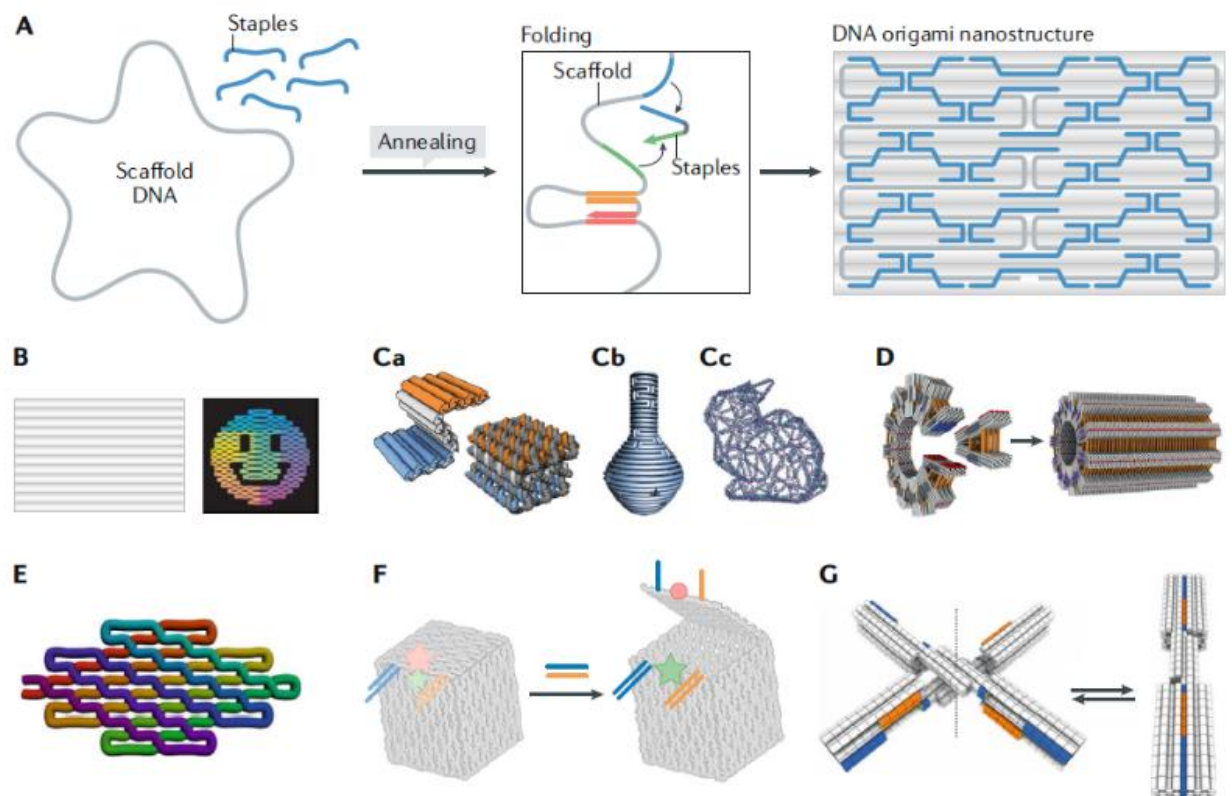 A
Staples
Scaffold
DNA
Annealing
Folding
Scaffold
Staples
DNA origami nanostructure
B
Ca
Cb
Cc
D
E
F
G